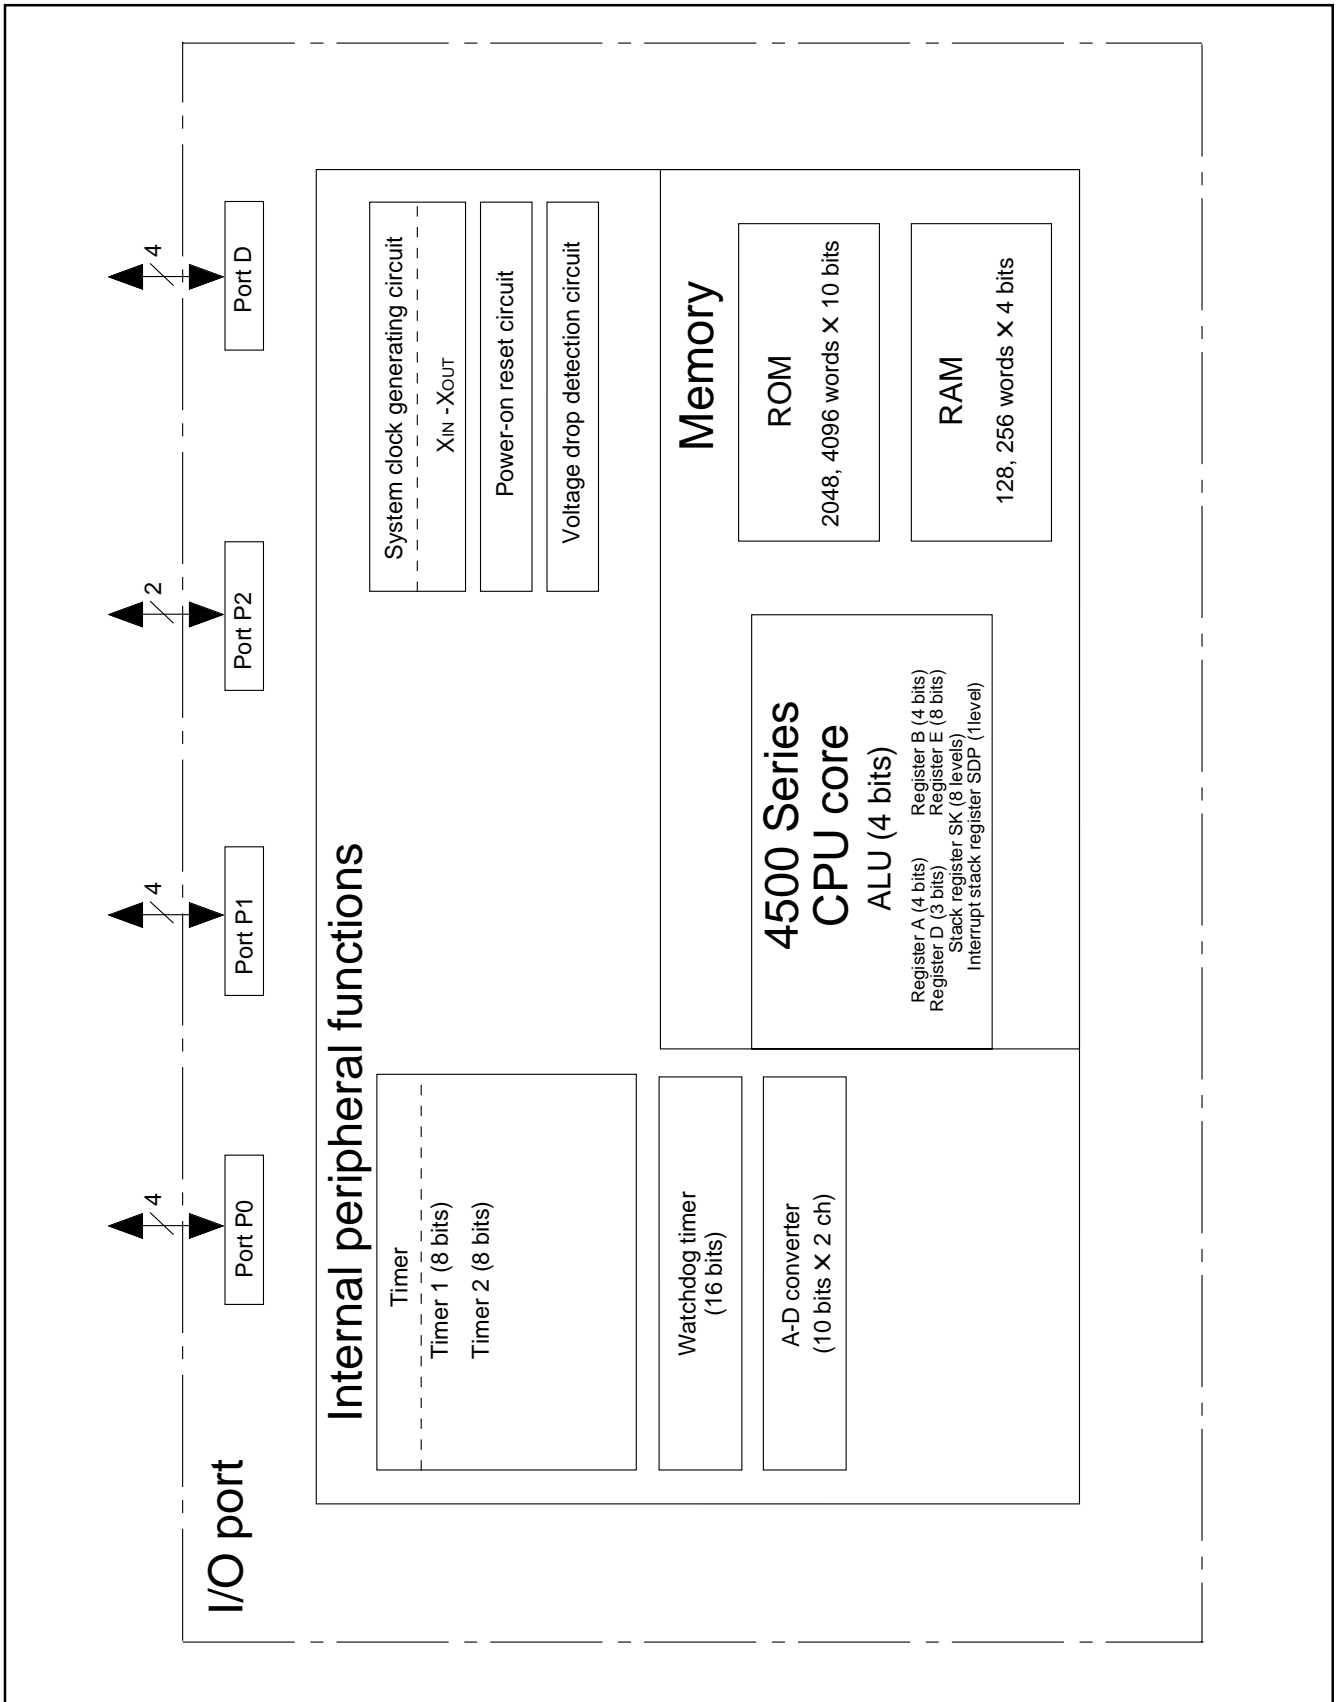 4
4
2
4
I/O port
Port P0
Port P1
Port P2
Port D
Internal peripheral functions
Timer
Timer 1 (8 bits)
Timer 2 (8 bits)
Watchdog timer
(16 bits)
A-D converter
(10 bits X 2 ch)
System clock generating circuit
XIN -XOUT
Power-on reset circuit
Voltage drop detection circuit
4500 Series
CPU core
ALU (4 bits)
Register A (4 bits) Register B (4 bits)
Register D (3 bits) Register E (8 bits)
Stack register SK (8 levels)
Interrupt stack register SDP (1level)
Memory
ROM
2048, 4096 words X 10 bits
RAM
128, 256 words X 4 bits